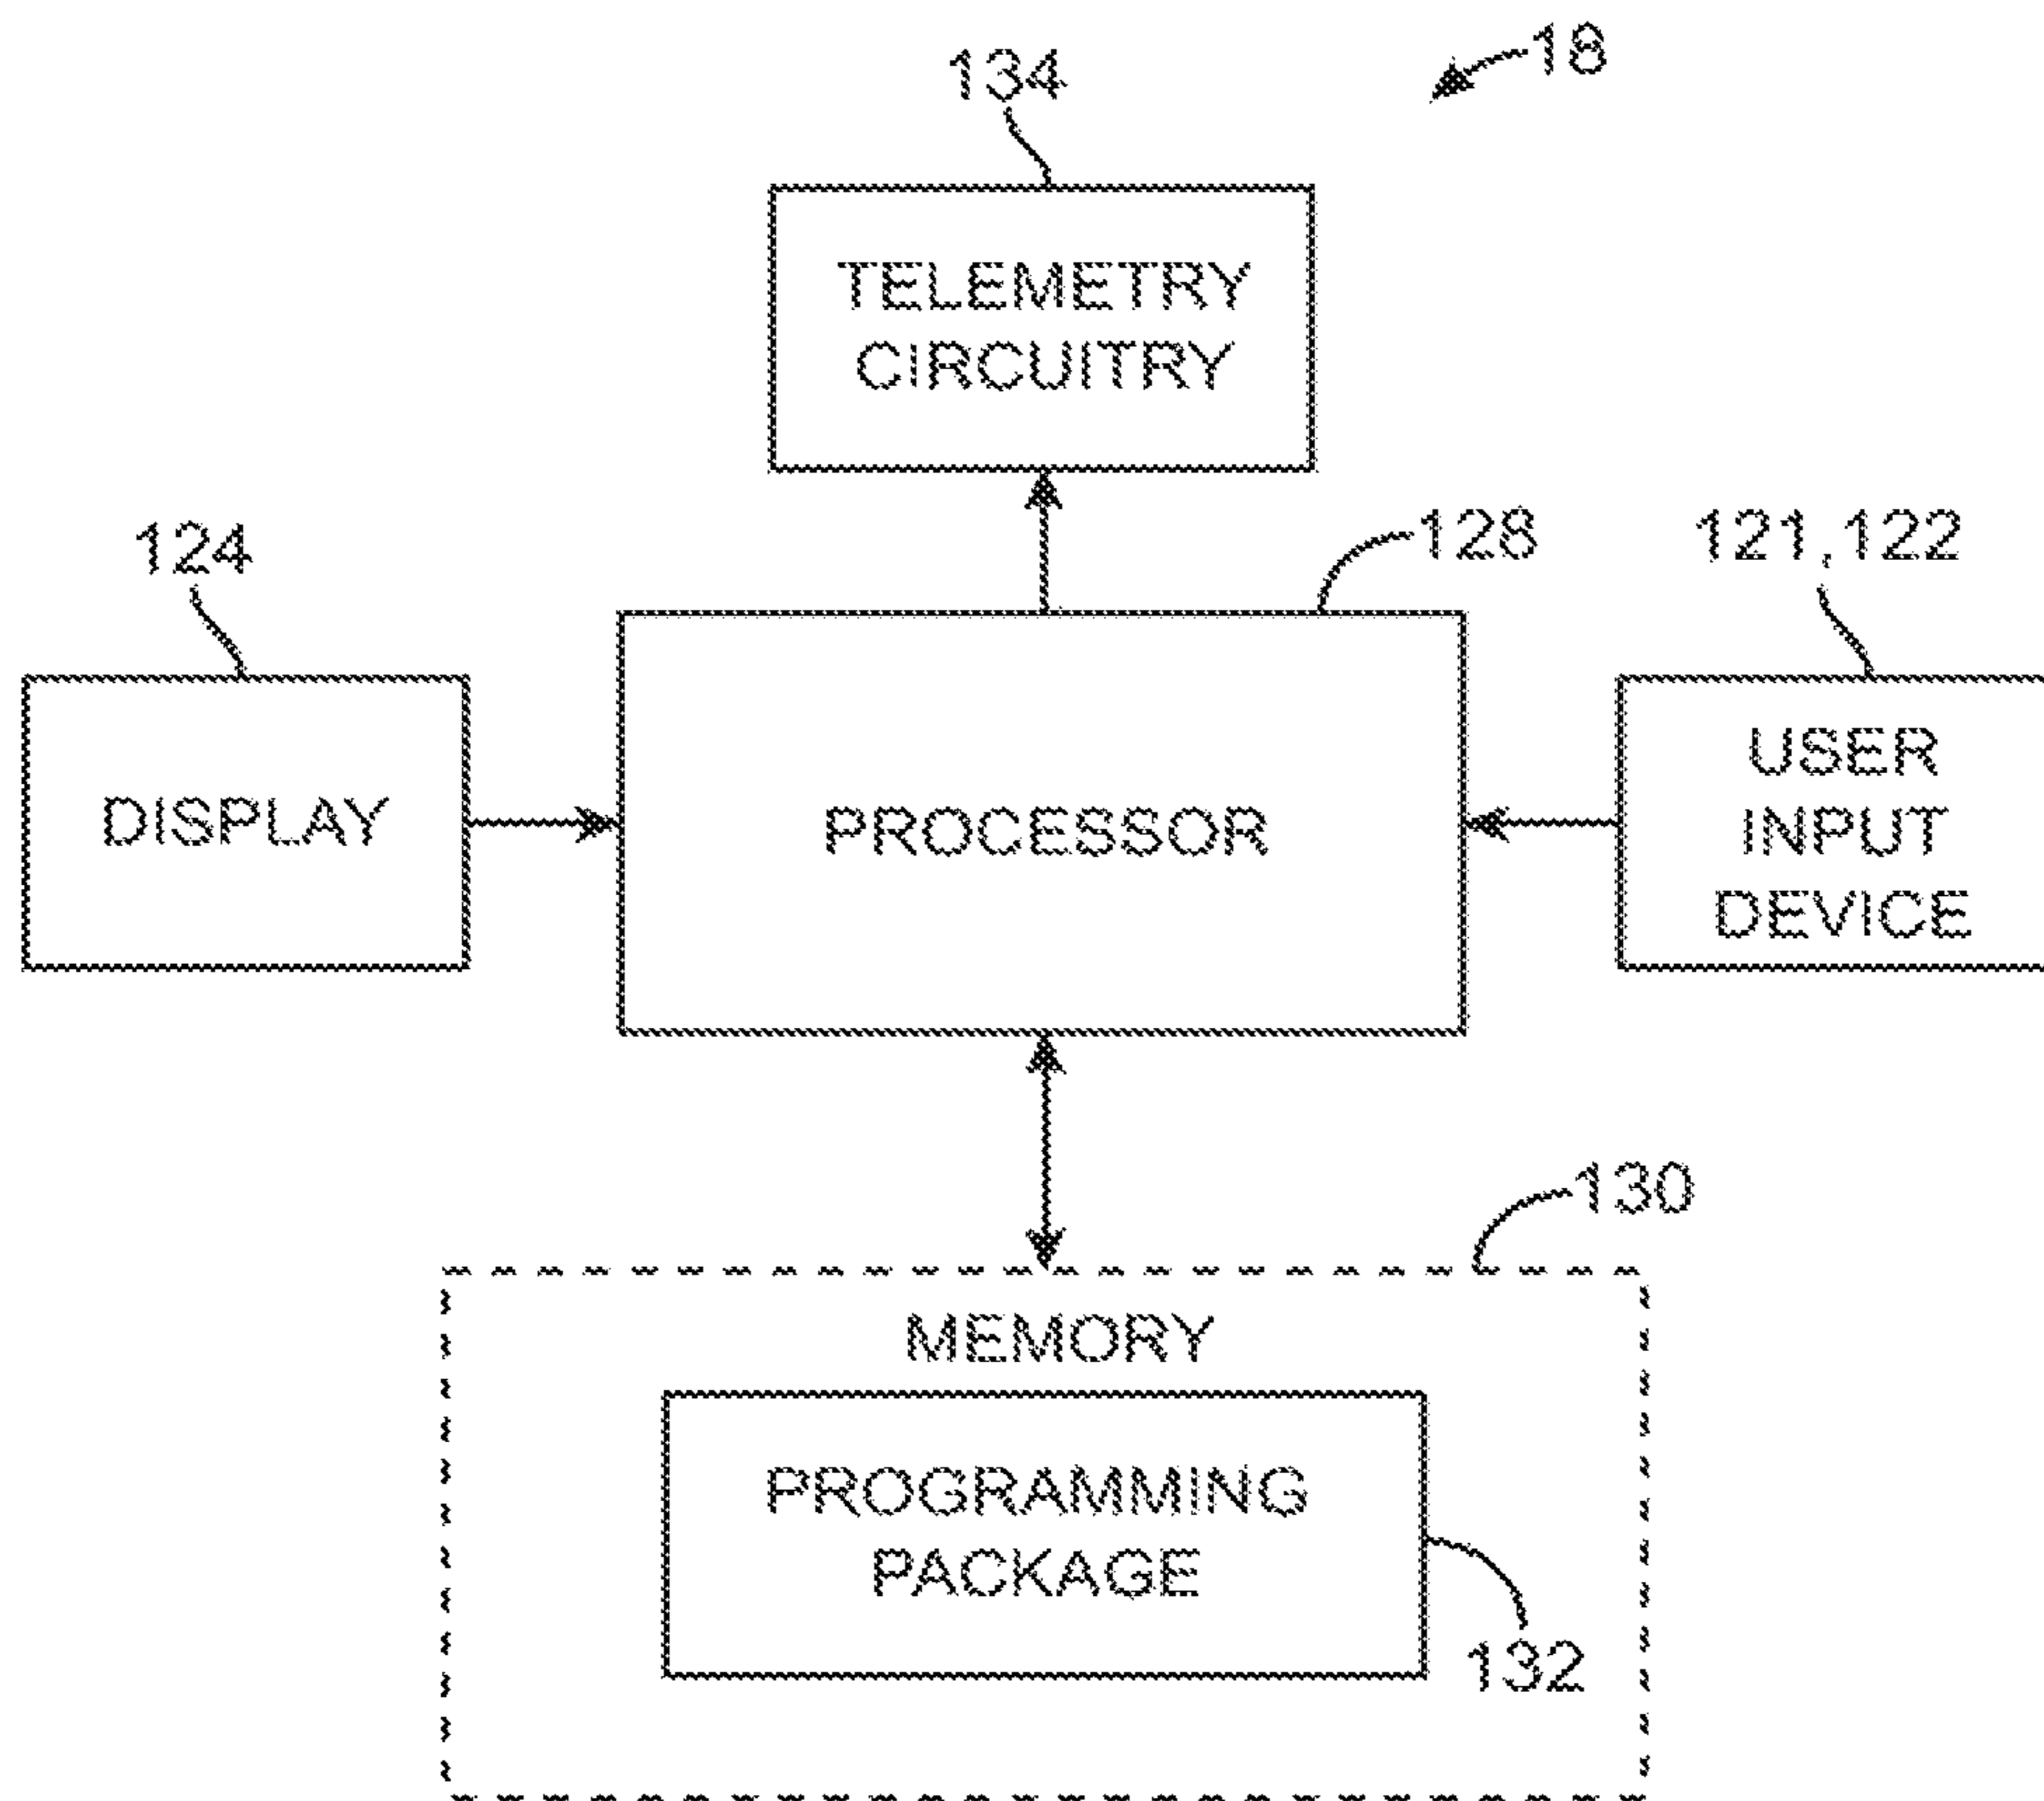 18
134
TELEMETRY
CIRCUITRY
124
128
121,122
DISPLAY
PROCESSOR
USER
INPUT
DEVICE
130
MEMORY
PROGRAMMING
PACKAGE
132